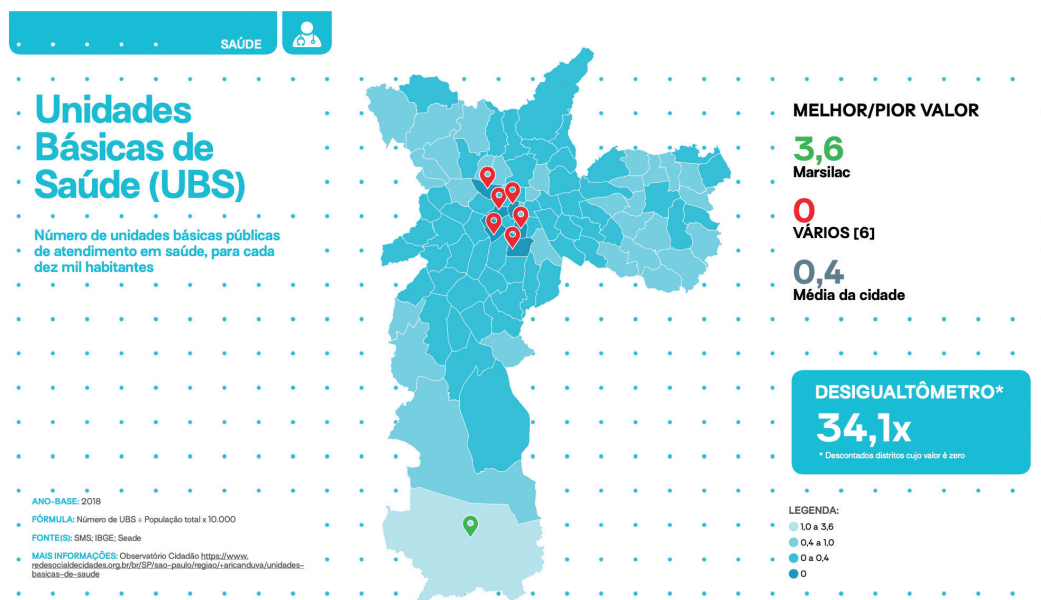 SAÚDE
Unidades
Básicas de
Saúde (UBS)
Número de unidades básicas públicas
de atendimento em saúde, para cada
dez mil habitantes
ANO-BASE: 2018
FÓRMULA: Número de UBS ÷ População total x 10.000
FONTE(S): SMS; IBGE; Seade
MAIS INFORMAÇÕES: Observatório Cidadão https://www.
redesocialdecidades.org.br/br/SP/sao-paulo/regiao/+aricanduva/unidades-
basicas-de-saude
MELHOR/PIOR VALOR
3,6
Marsilac
0
VÁRIOS [6]
0,4
Média da cidade
DESIGUALTÔMETRO*
34,1x
* Descontados distritos cujo valor é zero
LEGENDA:
1,0 a 3,6
0,4 a 1,0
0 a 0,4
0